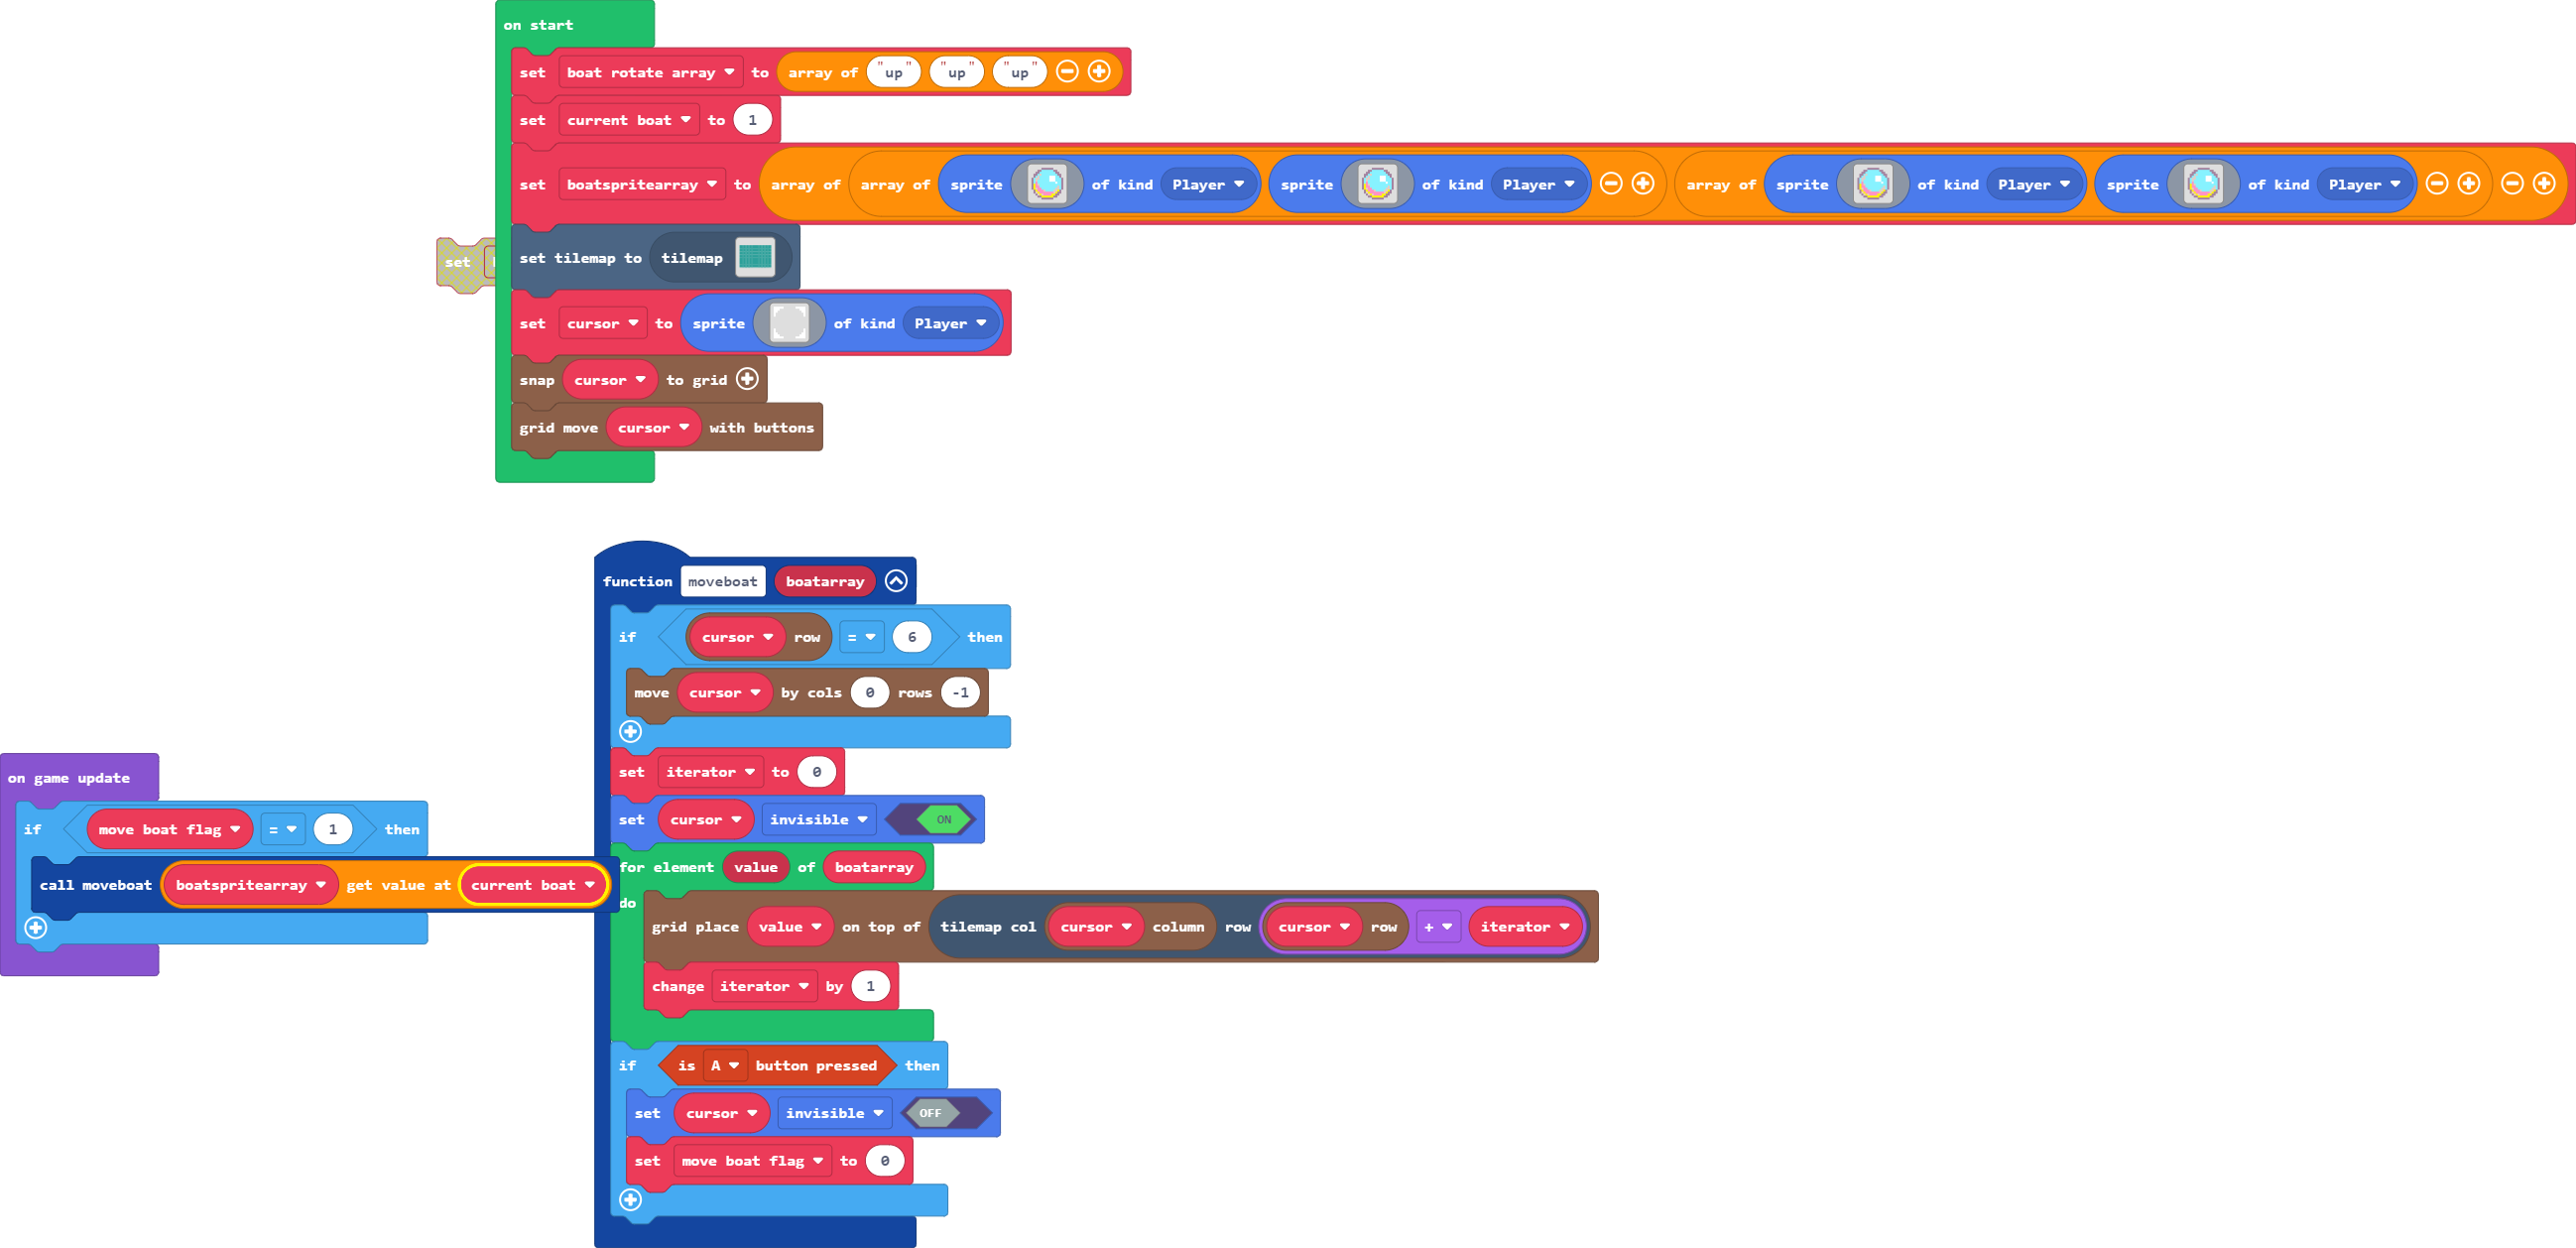 on start
set boat rotate array to array of "up" "up" "up"
set current boat to 1
set boatspritearray to array of array of sprite of kind Player sprite of kind Player array of sprite of kind Player sprite of kind Player
set
set tilemap to tilemap
set cursor to sprite of kind Player
snap cursor to grid
grid move cursor with buttons
function moveboat boatarray
if cursor row = 6 then
move cursor by cols 0 rows -1
set iterator to 0
set cursor invisible ON
for element value of boatarray
do
grid place value on top of tilemap col cursor column row cursor row + iterator
change iterator by 1
if is A button pressed then
set cursor invisible OFF
set move boat flag to 0
on game update
if move boat flag = 1 then
call moveboat boatspritearray get value at current boat